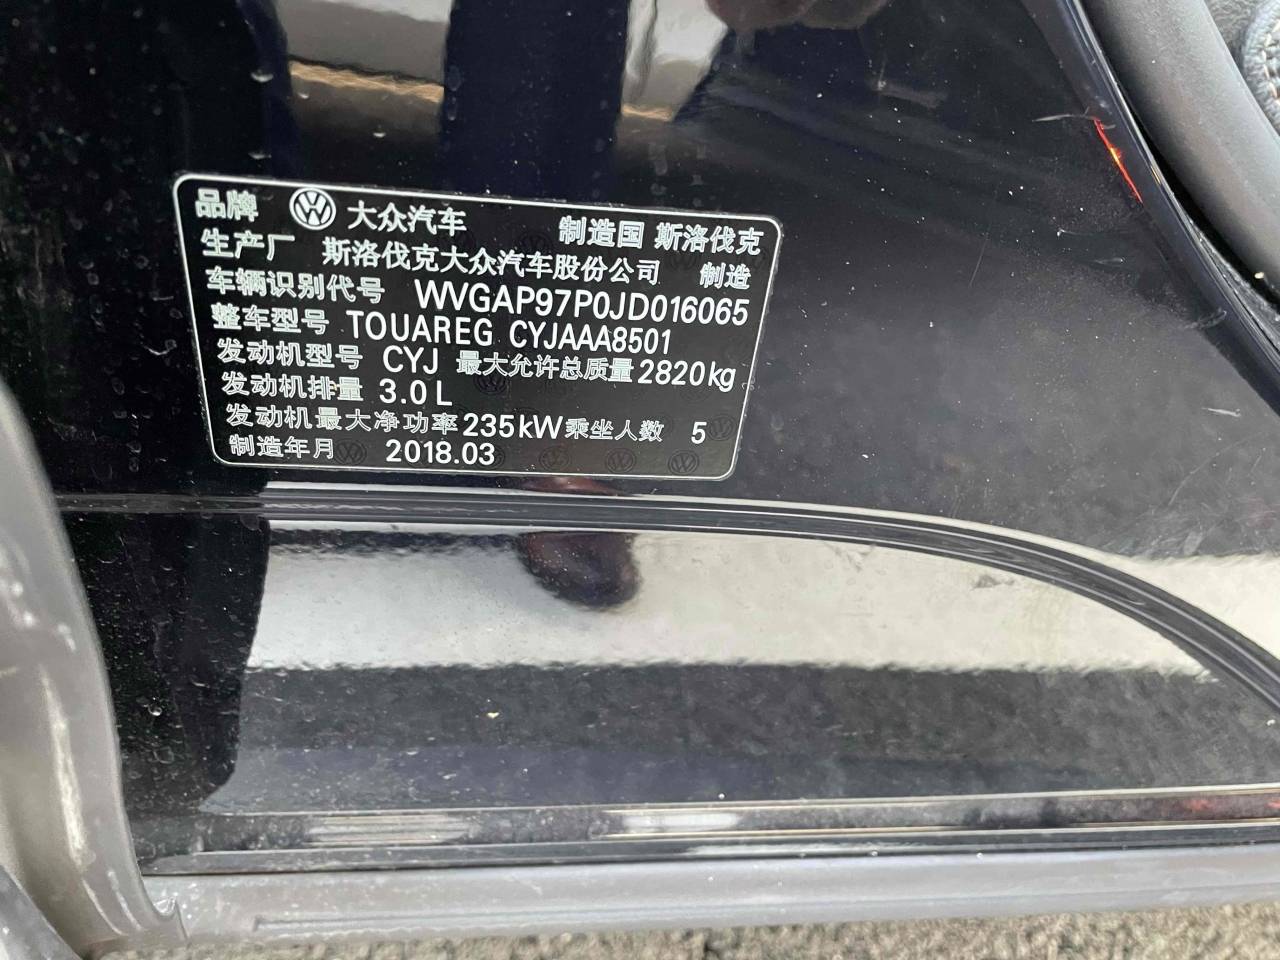 品牌 大众汽车 制造国 斯洛伐克
生产厂 斯洛伐克大众汽车股份公司 制造
车辆识别代号 WVGAP97P0JD016065
整车型号 TOUAREG CYJAAA8501
发动机型号 CYJ 最大允许总质量 2820kg
发动机排量 3.0L
发动机最大净功率 235kW 乘坐人数 5
制造年月 2018.03